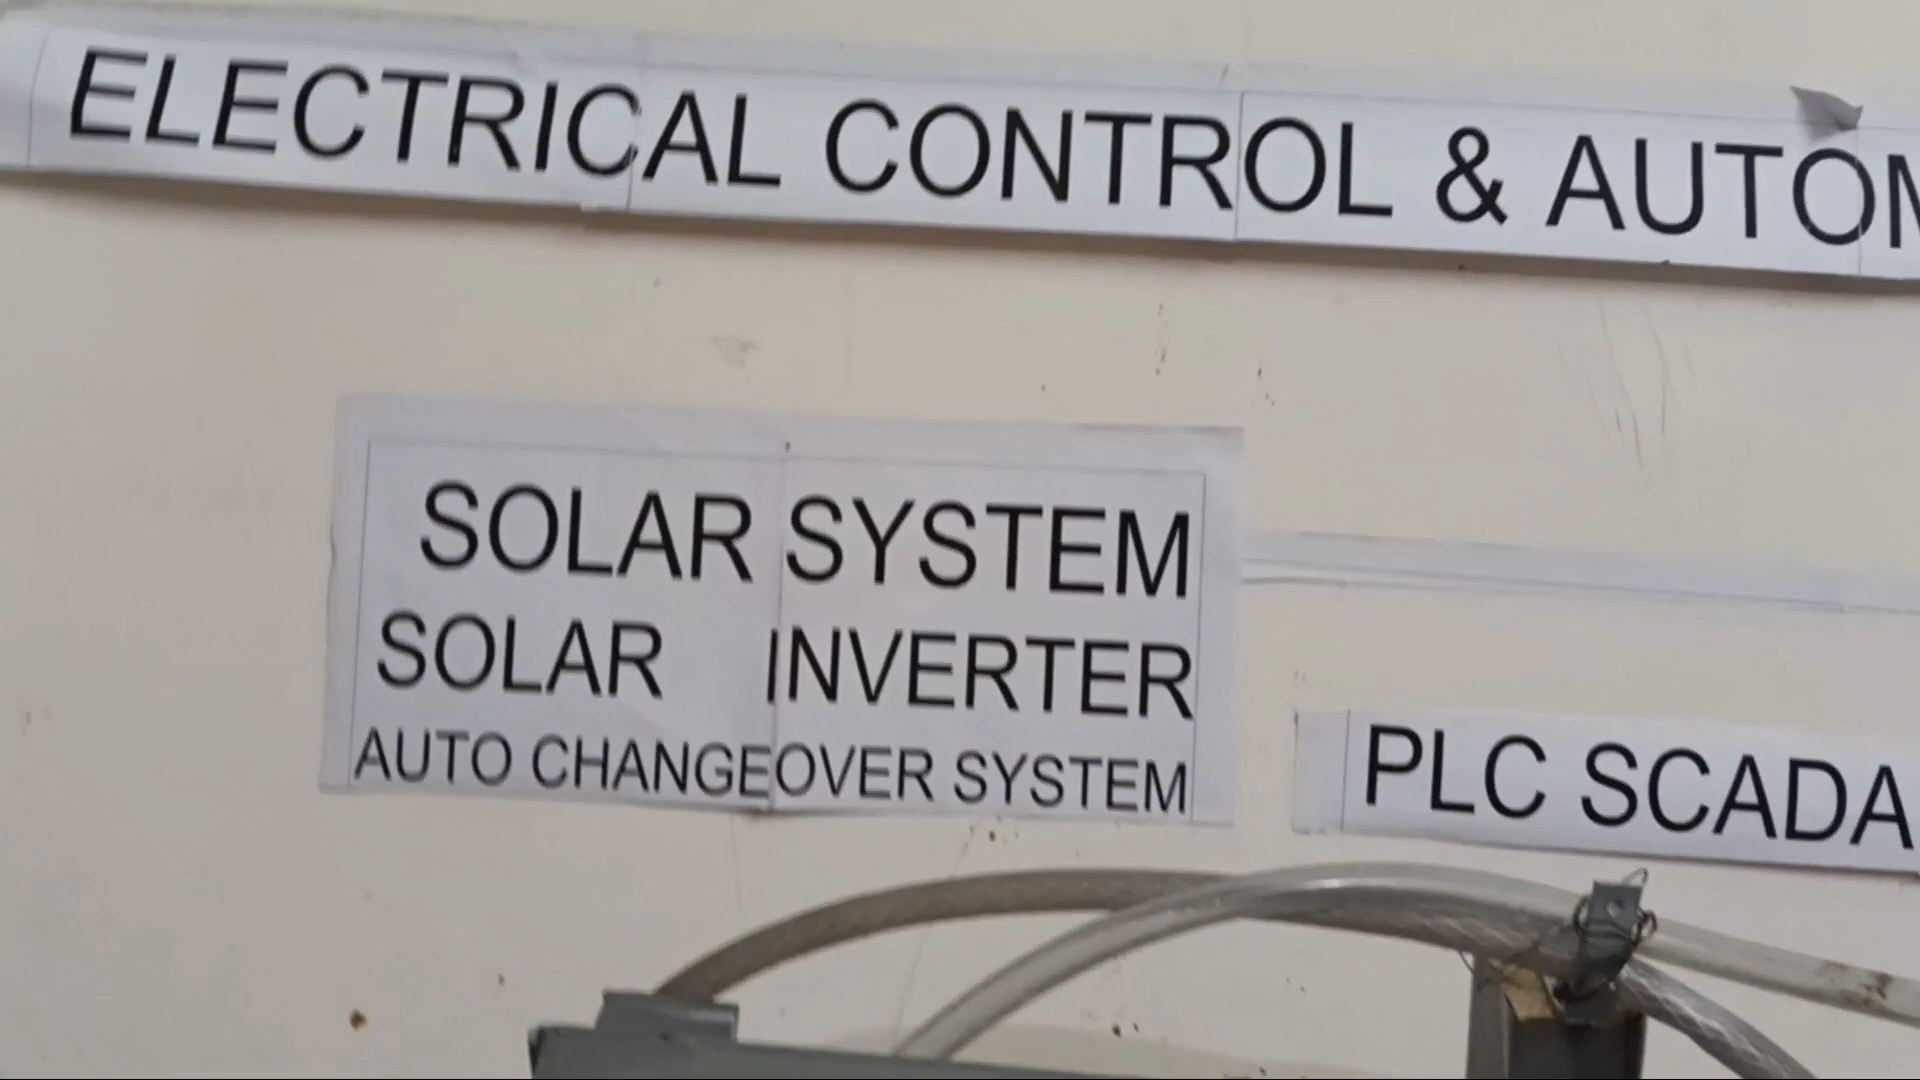 ELECTRICAL CONTROL & AUTOM
SOLAR SYSTEM
SOLAR INVERTER
AUTO CHANGEOVER SYSTEM
PLC SCADA